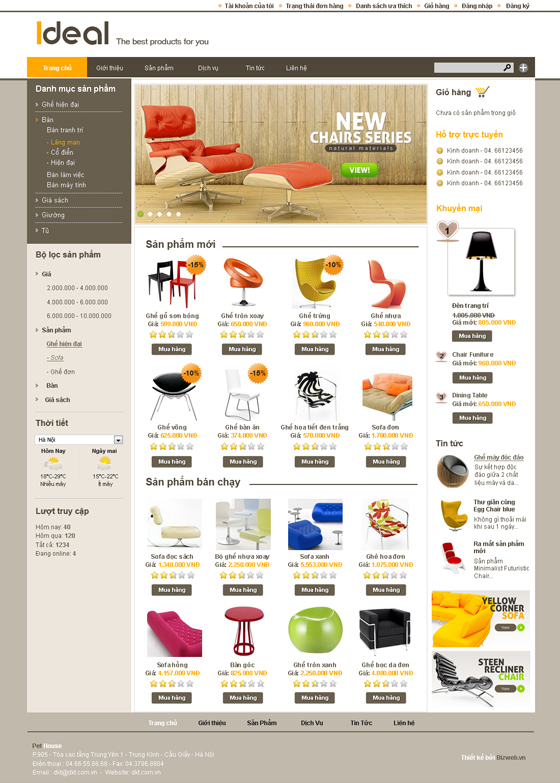 Tài khoản của tôi
Trạng thái đơn hàng
Danh sách ưa thích
Giỏ hàng
Đăng nhập
Đăng ký
Ideal The best products for you
Trang chủ
Giới thiệu
Sản phẩm
Dịch vụ
Tin tức
Liên hệ
Danh mục sản phẩm
Ghế hiện đại
Bàn
Bàn tranh trí
- Lãng mạn
- Cổ điển
- Hiện đại
Bàn làm việc
Bàn máy tính
Giá sách
Giường
Tủ
NEW
CHAIRS SERIES
natural materials
VIEW!
Giỏ hàng
Chưa có sản phẩm trong giỏ
Hỗ trợ trực tuyến
Kinh doanh - 04. 66123456
Kinh doanh - 04. 66123456
Kinh doanh - 04. 66123456
Kinh doanh - 04. 66123456
Khuyến mại
1
Đèn trang trí
1.005.000 VNĐ
Giá mới: 805.000 VNĐ
Mua hàng
2
Chair Funiture
Giá mới: 960.000 VNĐ
Mua hàng
3
Dining Table
Giá mới: 650.000 VNĐ
Mua hàng
Bộ lọc sản phẩm
Giá
2.000.000 - 4.000.000
4.000.000 - 6.000.000
6.000.000 - 10.000.000
Sản phẩm
Ghế hiện đại
- Sofa
- Ghế đơn
Bàn
Giá sách
Thời tiết
Hà Nội
Hôm Nay
Ngày mai
18°C-29°C
15°C-22°C
Nhiều mây
Ít mây
Lượt truy cập
Hôm nay: 40
Hôm qua: 120
Tất cả: 1234
Đang online: 4
Sản phẩm mới
-15%
-10%
Ghế gỗ sơn bóng
Giá: 599.000 VNĐ
Mua hàng
Ghế tròn xoay
Giá: 650.000 VNĐ
Mua hàng
Ghế trứng
Giá: 960.000 VNĐ
Mua hàng
Ghế nhựa
Giá: 540.000 VNĐ
Mua hàng
-10%
-15%
Ghế võng
Giá: 625.000 VNĐ
Mua hàng
Ghế bàn ăn
Giá: 374.000 VNĐ
Mua hàng
Ghế họa tiết đen trắng
Giá: 570.000 VNĐ
Mua hàng
Sofa đơn
Giá: 1.700.000 VNĐ
Mua hàng
Sản phẩm bán chạy
Sofa đọc sách
Giá: 1.340.000 VNĐ
Mua hàng
Bộ ghế nhựa xoay
Giá: 2.250.000 VNĐ
Mua hàng
Sofa xanh
Giá: 5.553.000 VNĐ
Mua hàng
Ghế hoa đơn
Giá: 1.075.000 VNĐ
Mua hàng
Sofa hồng
Giá: 4.157.000 VNĐ
Mua hàng
Bàn góc
Giá: 825.000 VNĐ
Mua hàng
Ghế tròn xanh
Giá: 2.250.000 VNĐ
Mua hàng
Ghế bọc da đen
Giá: 4.080.000 VNĐ
Mua hàng
Tin tức
Ghế mây độc đáo
Sự kết hợp độc
đáo giữa 2 chất
liệu mây và da...
Thư giãn cùng
Egg Chair blue
Không gì thoải mái
khi sau 1 ngày...
Ra mắt sản phẩm
mới
Sản phẩm
Minimalist Futuristic
Chair...
YELLOW
CORNER
SOFA
View
STEEN
RECLINER
CHAIR
View
Trang chủ
Giới thiệu
Sản Phẩm
Dịch Vụ
Tin Tức
Liên hệ
Pet House
P.905 - Tòa cao tầng Trung Yên 1 - Trung Kính - Cầu Giấy - Hà Nội
Điện thoại : 04.66.55.88.88 - Fax: 04.3786.8904
Email : dkt@dkt.com.vn - Website: dkt.com.vn
Thiết kế bởi Bizweb.vn